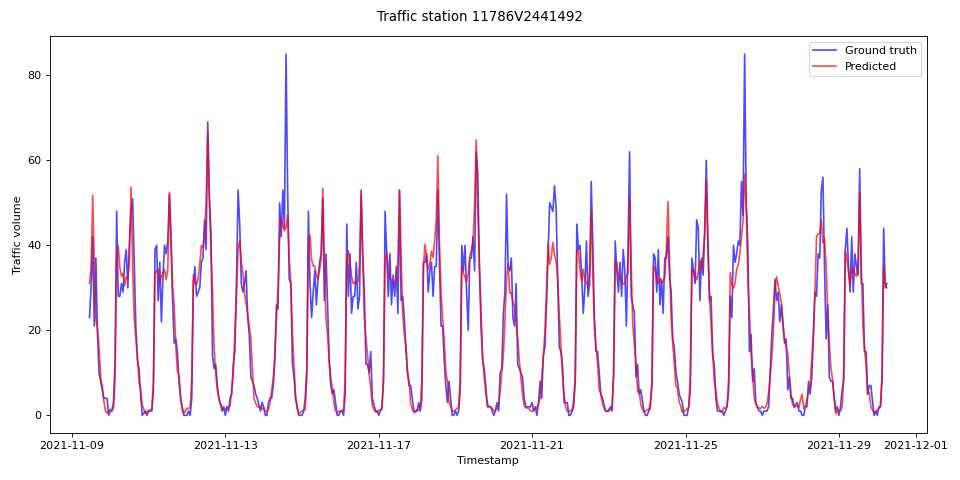 Traffic station 11786V2441492
Ground truth
Predicted
Traffic volume
80
60
40
20
0
2021-11-09
2021-11-13
2021-11-17
2021-11-21
2021-11-25
2021-11-29
2021-12-01
Timestamp